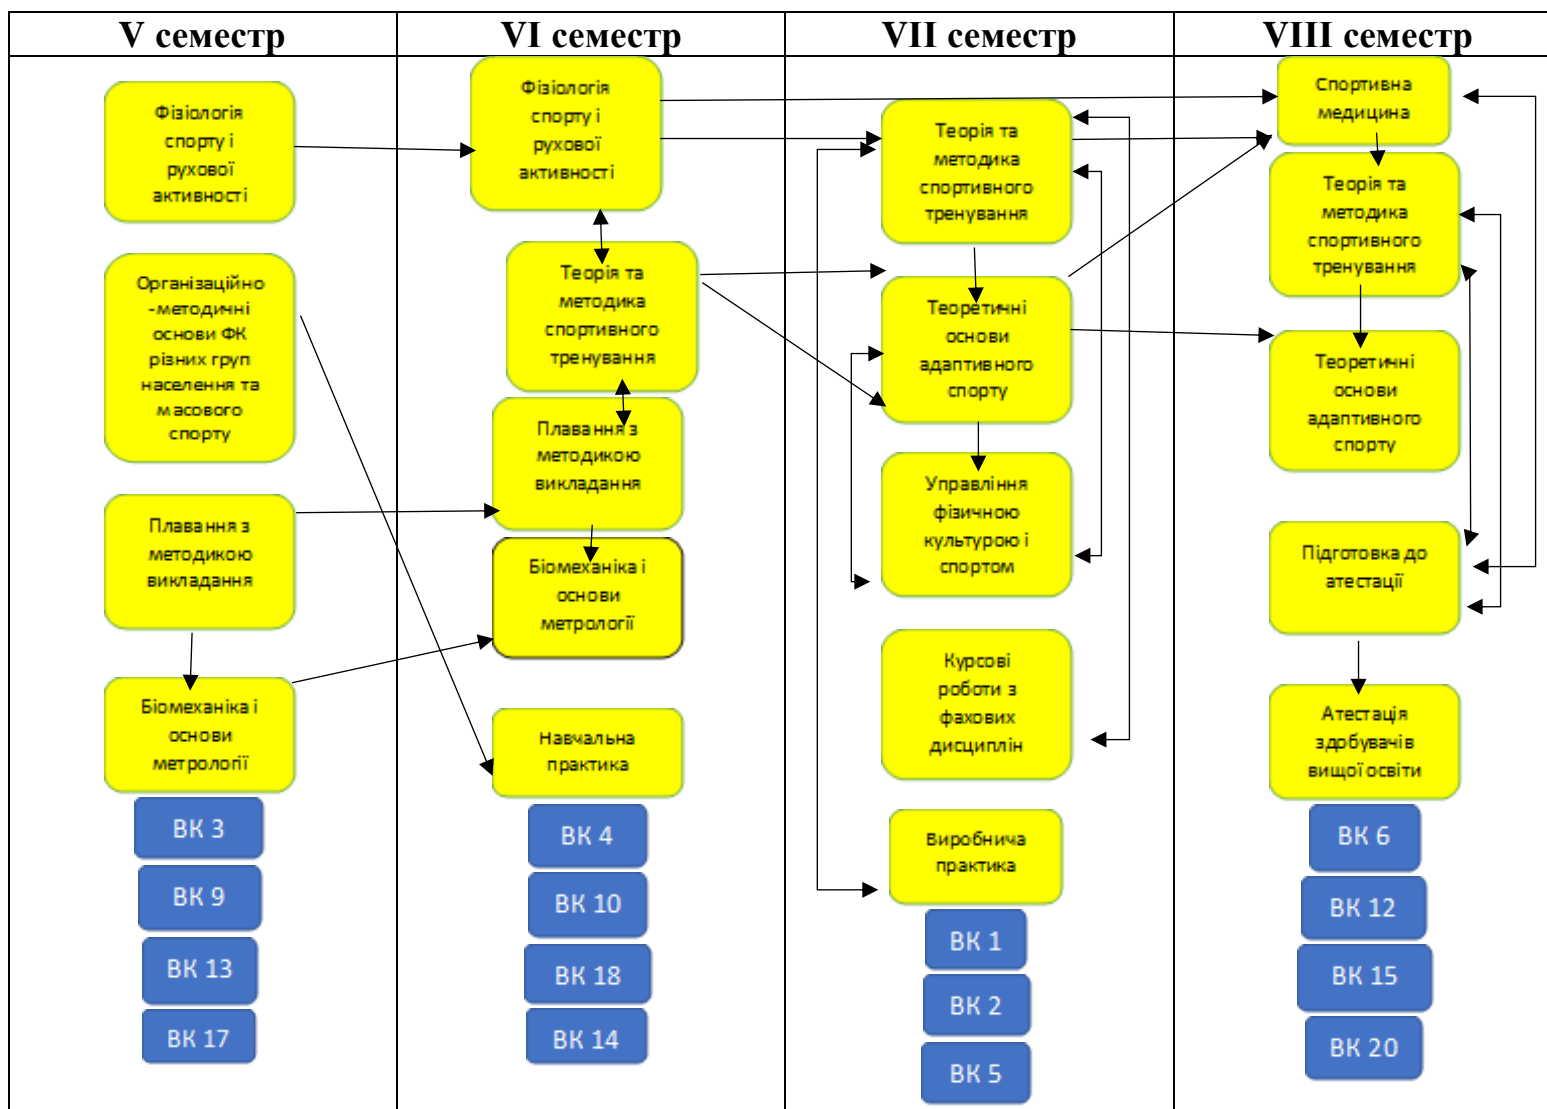 V семестр
VI семестр
VII семестр
VIII семестр
Фізіологія
спорту і
рухової
активності
Організаційно
-методичні
основи ФК
різних груп
населення та
масового
спорту
Плавання з
методикою
викладання
Біомеханіка і
основи
метрології
ВК 3
ВК 9
ВК 13
ВК 17
Фізіологія
спорту і
рухової
активності
Теорія та
методика
спортивного
тренування
Плавання з
методикою
викладання
Біомеханіка і
основи
метрології
Навчальна
практика
ВК 4
ВК 10
ВК 18
ВК 14
Теорія та
методика
спортивного
тренування
Теоретичні
основи
адаптивного
спорту
Управління
фізичною
культурою і
спортом
Курсові
роботи з
фахових
дисциплін
Виробнича
практика
ВК 1
ВК 2
ВК 5
Спортивна
медицина
Теорія та
методика
спортивного
тренування
Теоретичні
основи
адаптивного
спорту
Підготовка до
атестації
Атестація
здобувачів
вищої освіти
ВК 6
ВК 12
ВК 15
ВК 20